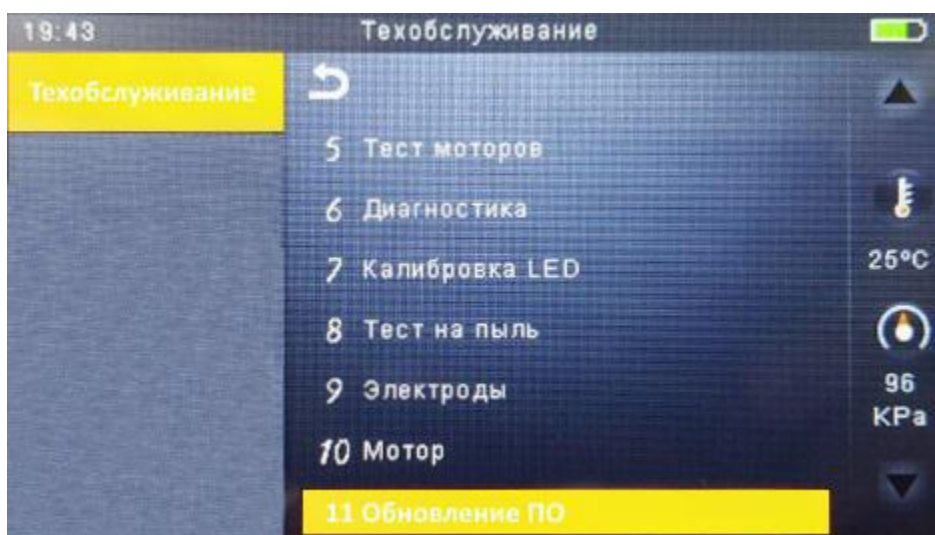 19:43 Техобслуживание
Техобслуживание
5 Тест моторов
6 Диагностика
7 Калибровка LED
8 Тест на пыль
9 Электроды
10 Мотор
11 Обновление ПО
25°C
96
KPa